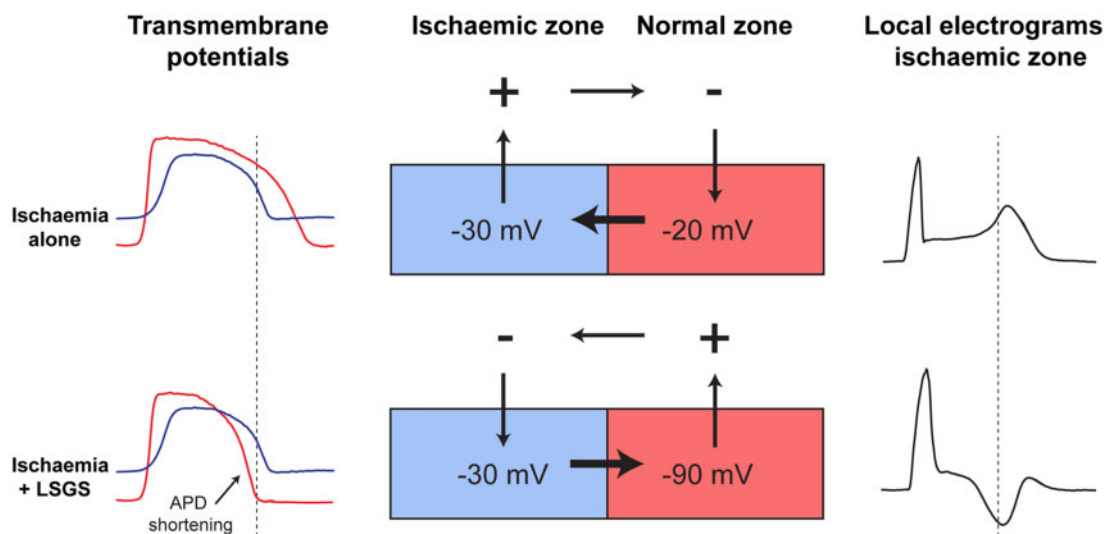 Transmembrane
potentials
Ischaemic zone
Normal zone
Local electrograms
ischaemic zone
+
-
Ischaemia
alone
-30 mV
-20 mV
-
+
Ischaemia
+ LSGS
APD
shortening
-30 mV
-90 mV